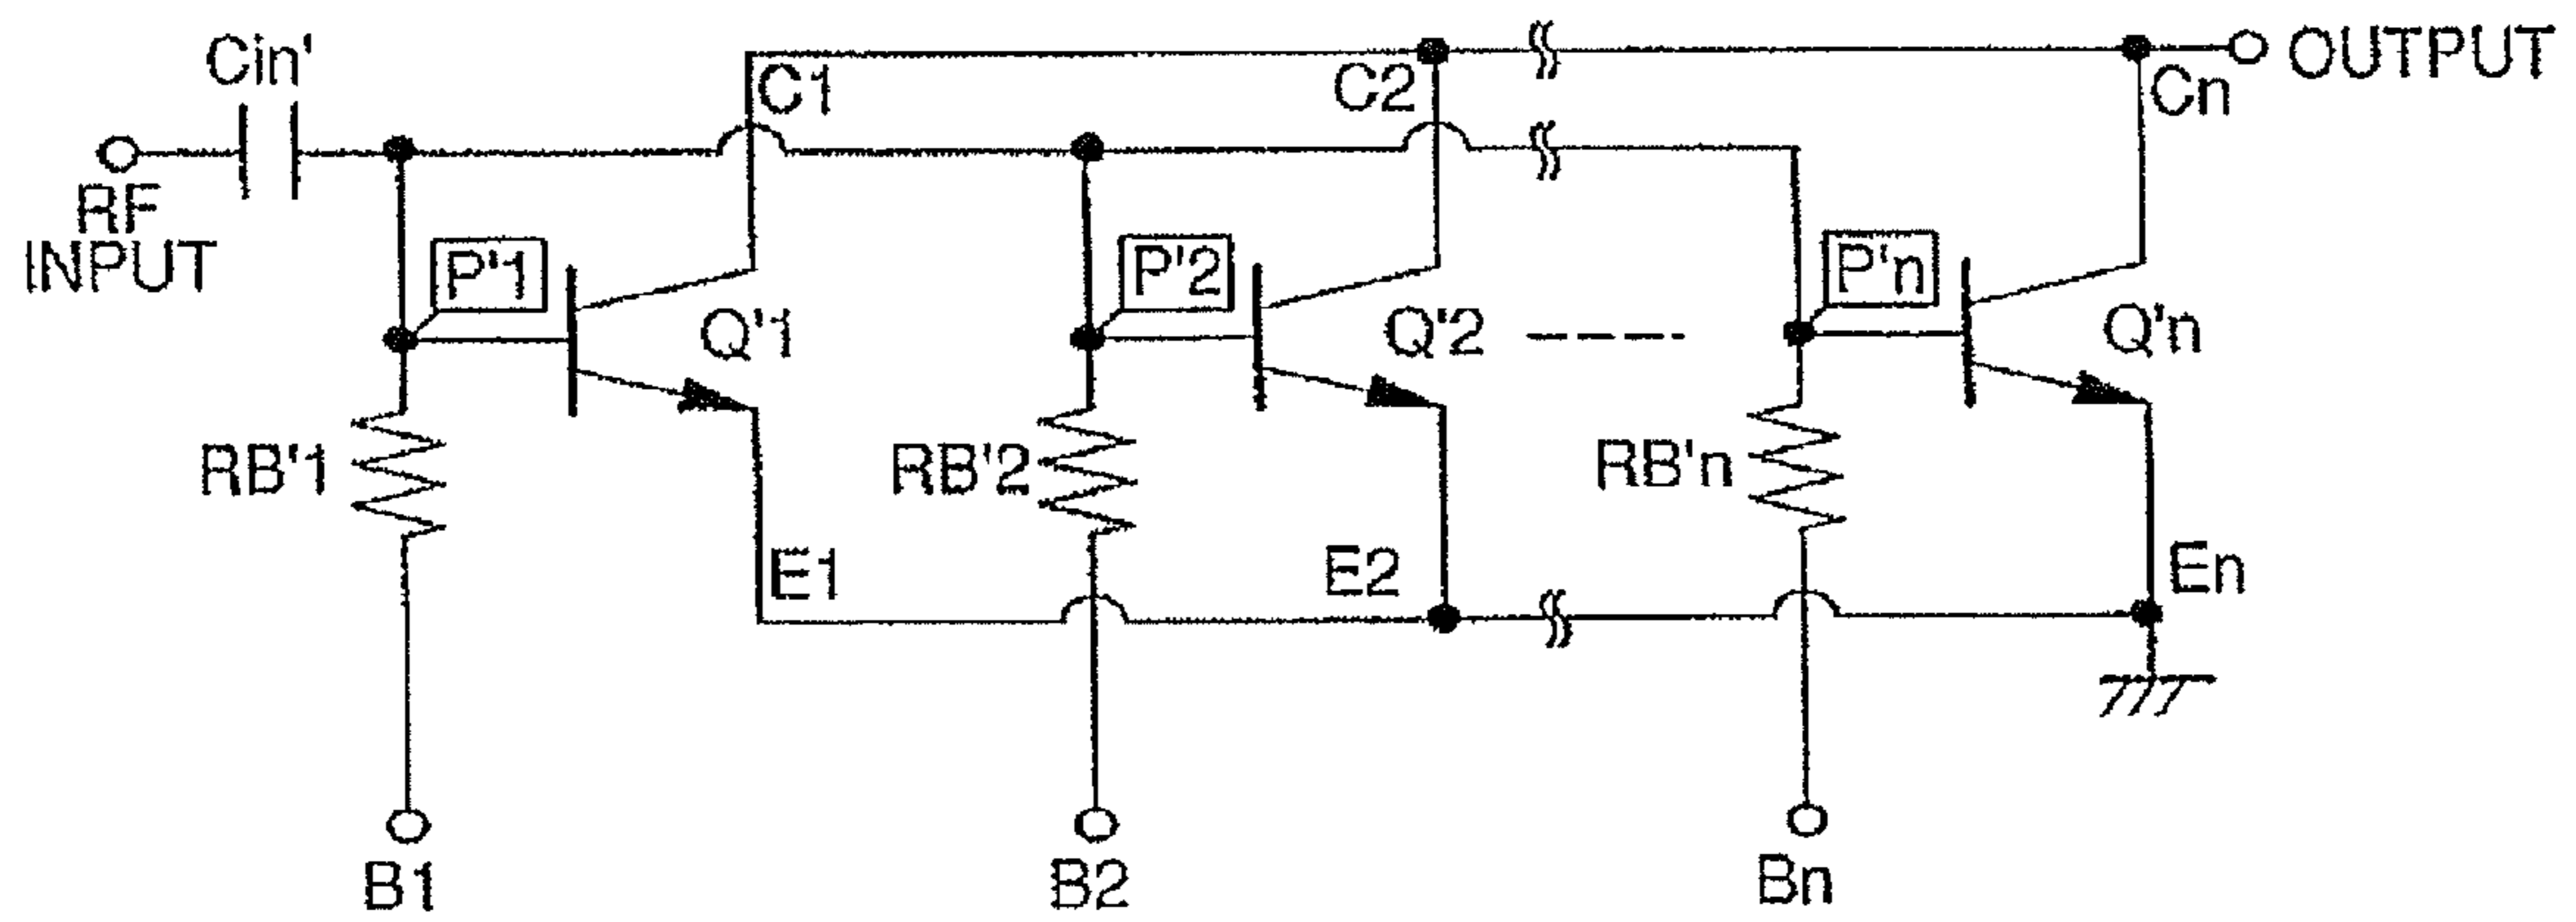 Cin'
C1
C2
Cn
OUTPUT
RF
INPUT
P'1
P'2
P'n
Q'1
Q'2
Q'n
RB'1
RB'2
RB'n
E1
E2
En
B1
B2
Bn